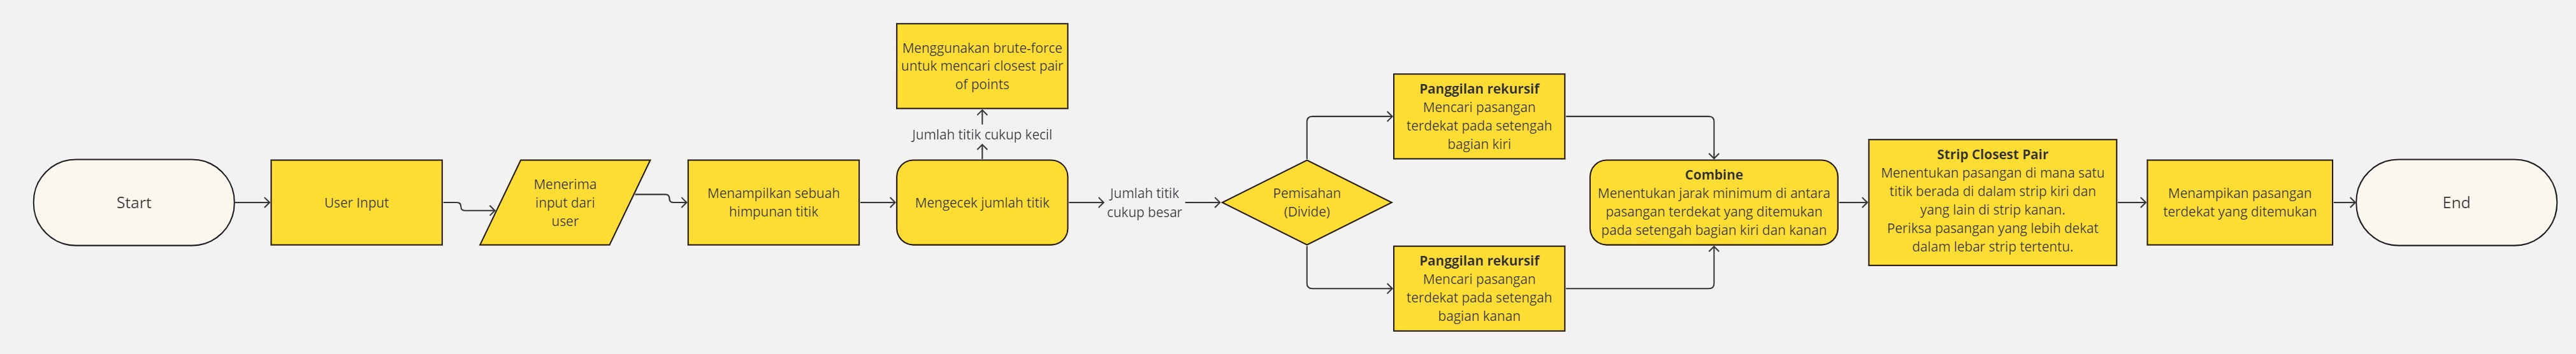 Start
User Input
Menerima
input dari
user
Menampilkan sebuah
himpunan titik
Mengecek jumlah titik
Jumlah titik cukup kecil
Menggunakan brute-force
untuk mencari closest pair
of points
Jumlah titik
cukup besar
Pemisahan
(Divide)
Panggilan rekursif
Mencari pasangan
terdekat pada setengah
bagian kiri
Panggilan rekursif
Mencari pasangan
terdekat pada setengah
bagian kanan
Combine
Menentukan jarak minimum di antara
pasangan terdekat yang ditemukan
pada setengah bagian kiri dan kanan
Strip Closest Pair
Menentukan pasangan di mana satu
titik berada di dalam strip kiri dan
yang lain di strip kanan.
Periksa pasangan yang lebih dekat
dalam lebar strip tertentu.
Menampikan pasangan
terdekat yang ditemukan
End